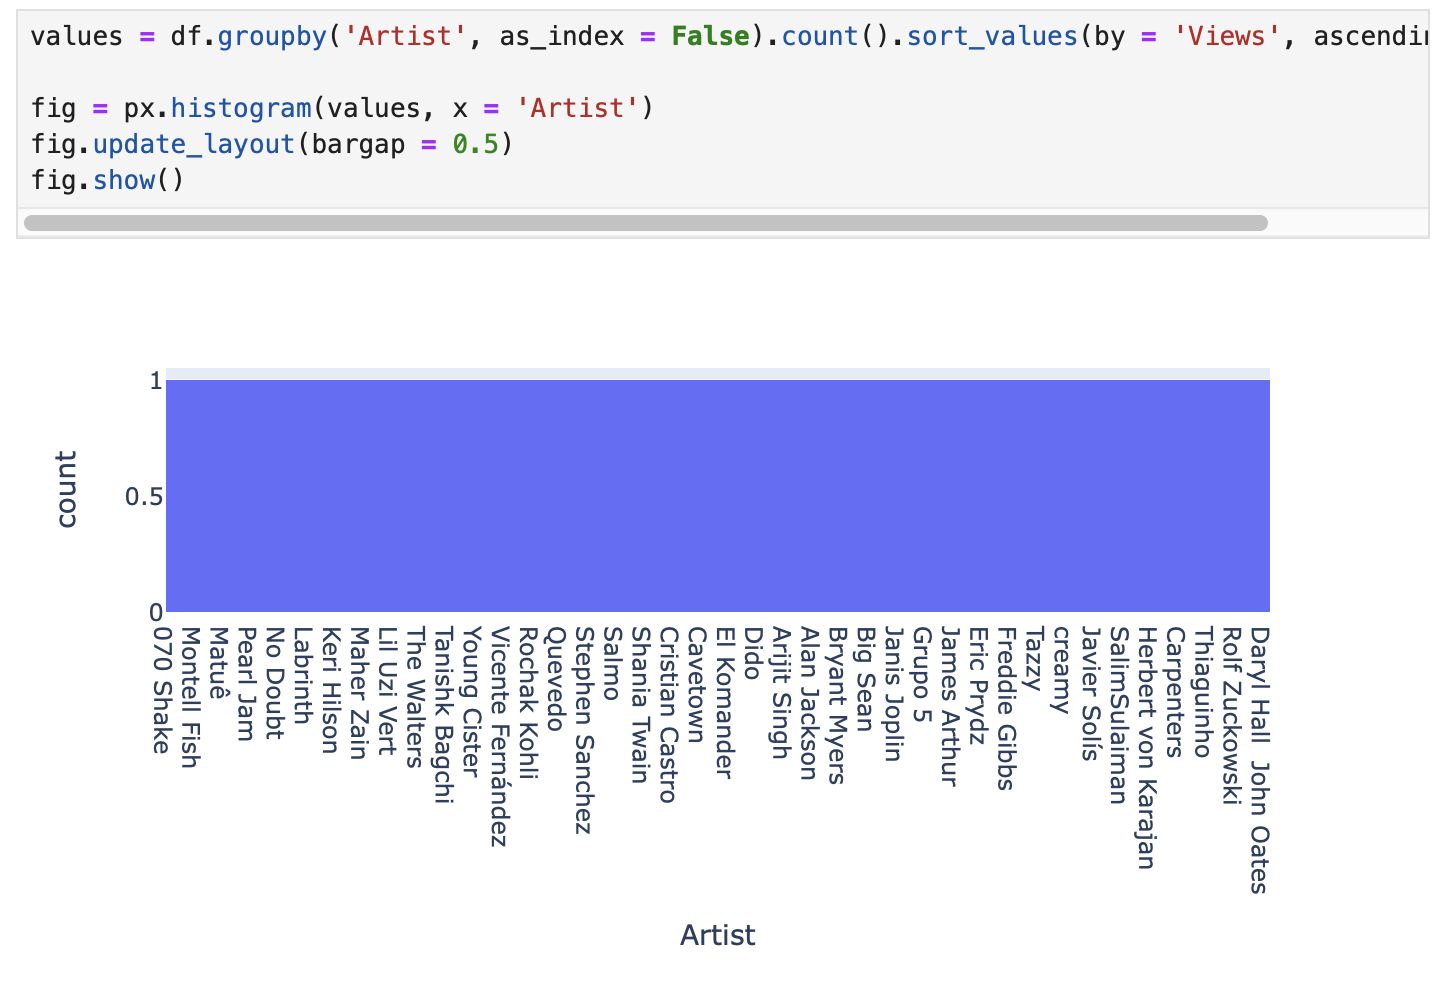 values = df.groupby('Artist', as_index = False).count().sort_values(by = 'Views', ascendin
fig = px.histogram(values, x = 'Artist')
fig.update_layout(bargap = 0.5)
fig.show()
1
0.5
0
count
070 Shake
Montell Fish
Matuê
Pearl Jam
No Doubt
Labrinth
Keri Hilson
Maher Zain
Lil Uzi Vert
The Walters
Tanishk Bagchi
Young Cister
Vicente Fernández
Rochak Kohli
Quevedo
Stephen Sanchez
Salmo
Shania Twain
Cristian Castro
Cavetown
El Komander
Dido
Arijit Singh
Alan Jackson
Bryant Myers
Big Sean
Janis Joplin
Grupo 5
James Arthur
Eric Prydz
Freddie Gibbs
Tazzy
creamy
Javier Solís
SalimSulaiman
Herbert von Karajan
Carpenters
Thiaguinho
Rolf Zuckowski
Daryl Hall  John Oates
Artist